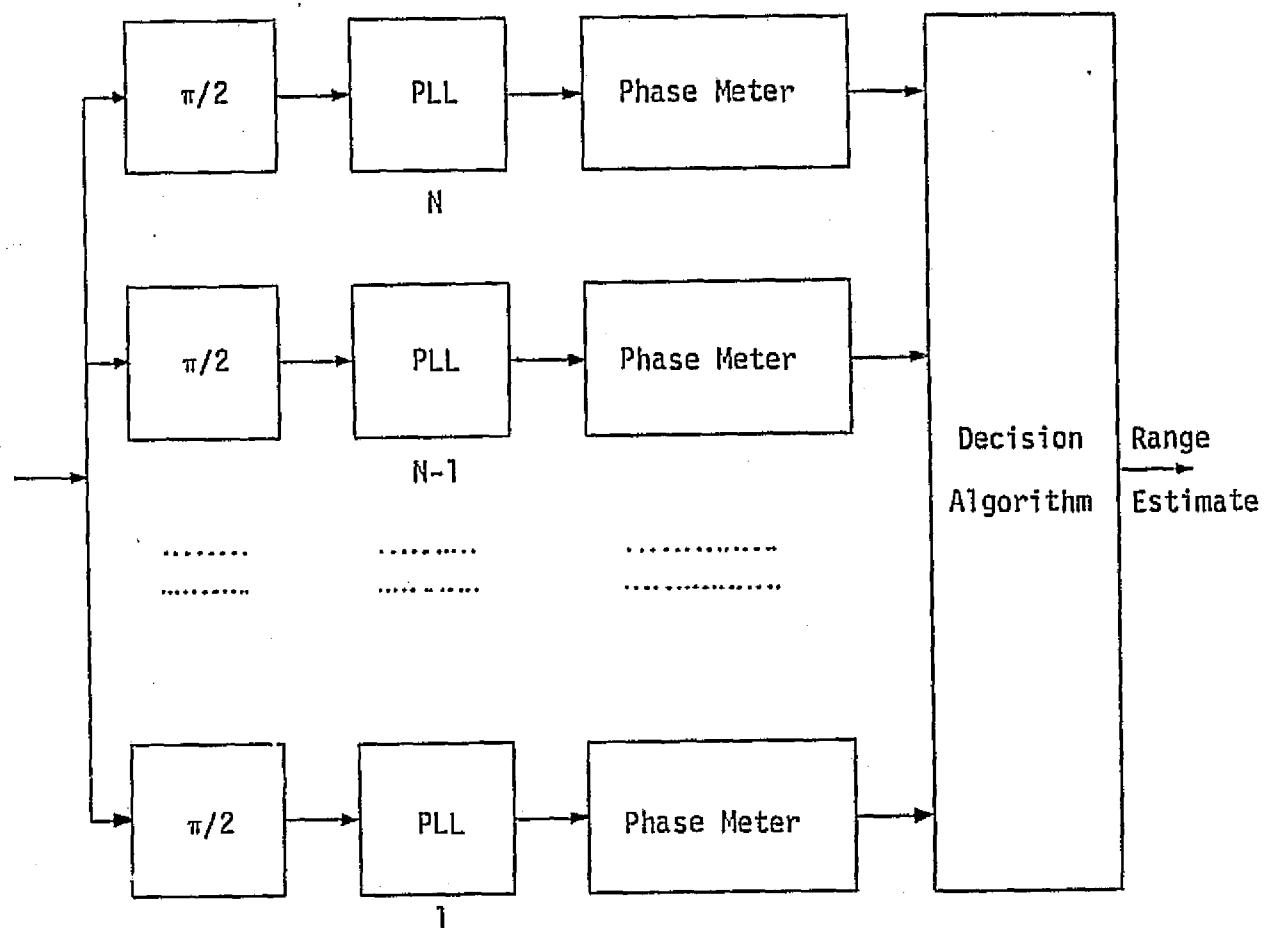 π/2 PLL Phase Meter
N
π/2 PLL Phase Meter
N-1
Decision Range
Algorithm Estimate
π/2 PLL Phase Meter
1